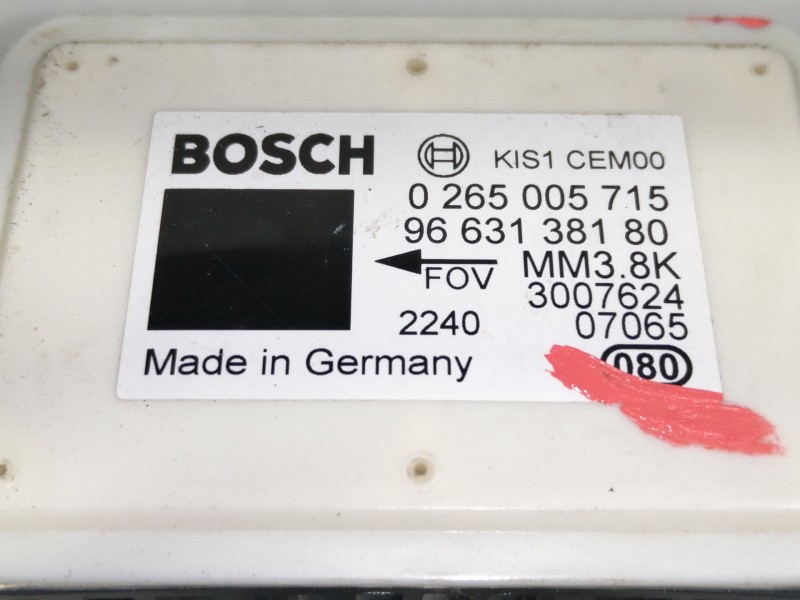 BOSCH KIS1 CEM00
0 265 005 715
96 631 381 80
FOV MM3.8K
3007624
2240 07065
Made in Germany 080